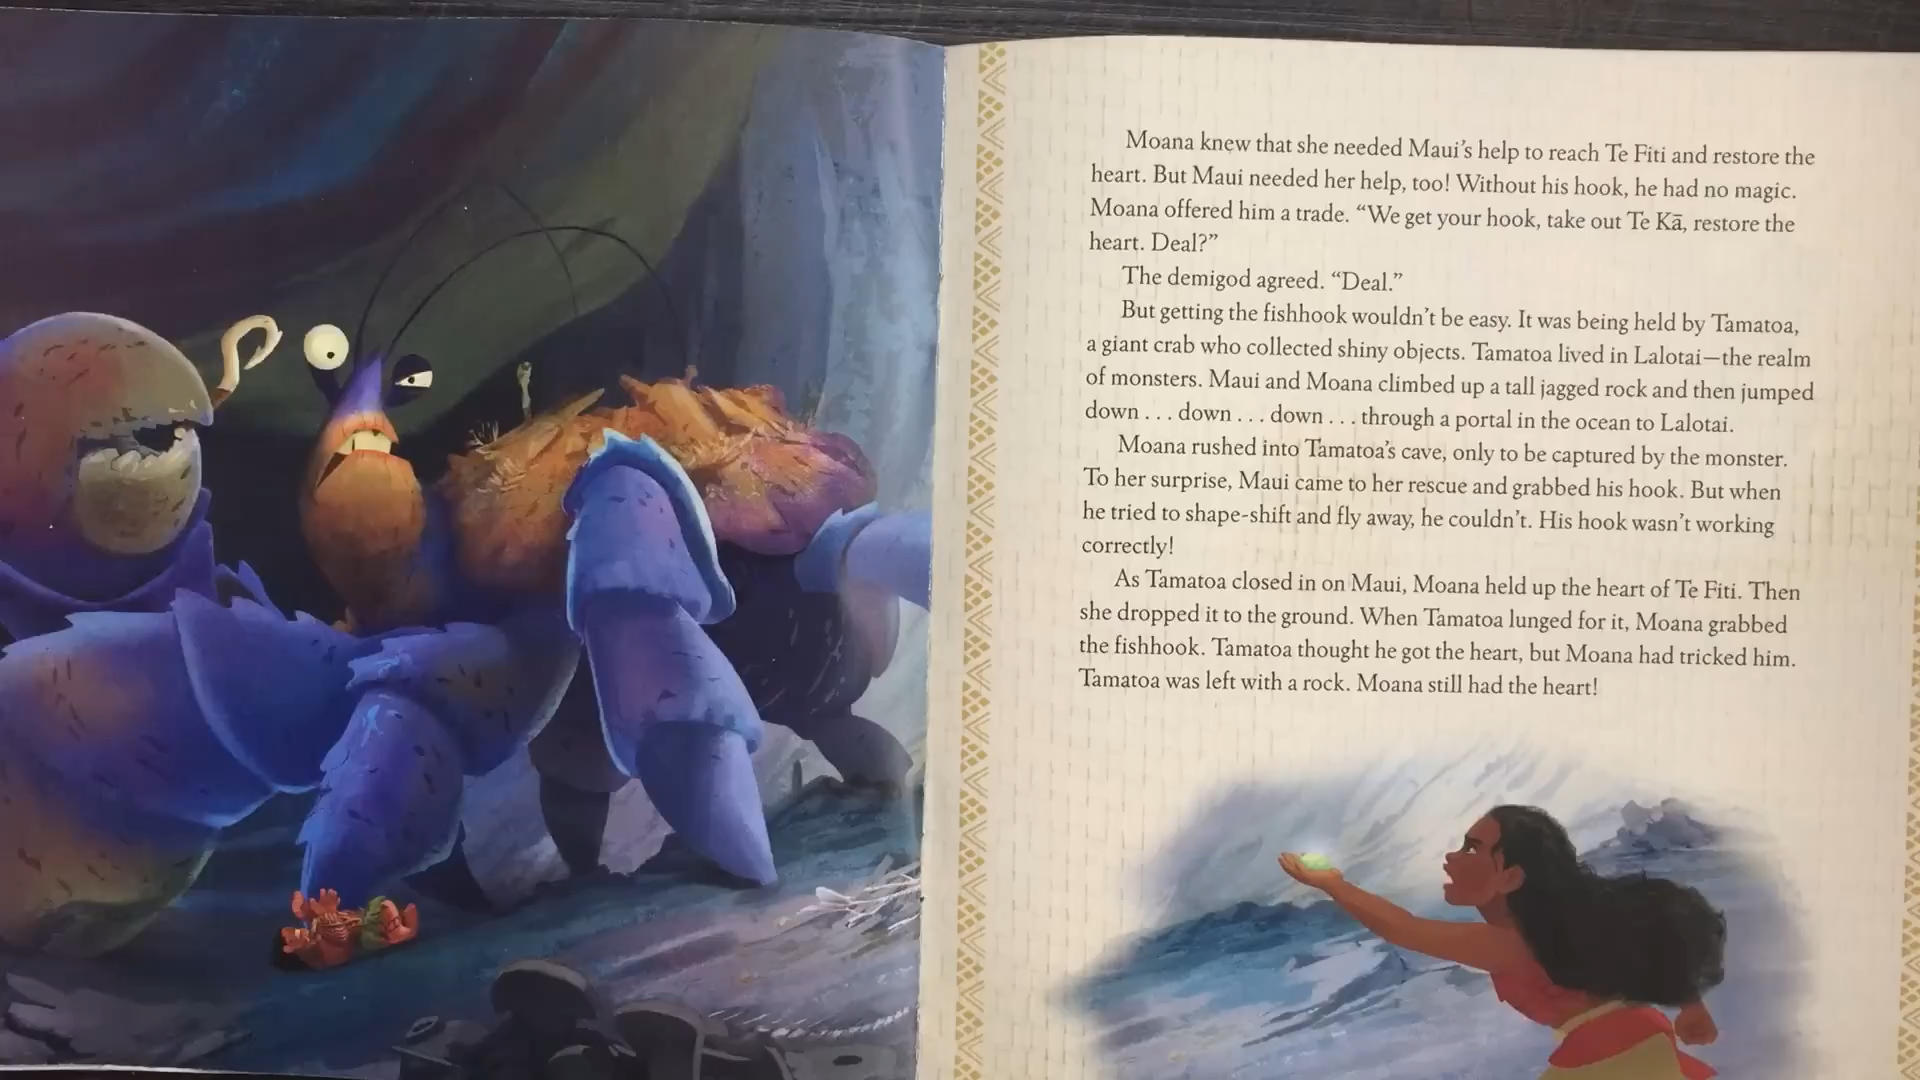 Moana knew that she needed Maui's help to reach Te Fiti and restore the
heart. But Maui needed her help, too! Without his hook, he had no magic.
Moana offered him a trade. “We get your hook, take out Te Kā, restore the
heart. Deal?”
The demigod agreed. “Deal.”
But getting the fishhook wouldn't be easy. It was being held by Tamatoa,
a giant crab who collected shiny objects. Tamatoa lived in Lalotai—the realm
of monsters. Maui and Moana climbed up a tall jagged rock and then jumped
down . . . down . . . down . . . through a portal in the ocean to Lalotai.
Moana rushed into Tamatoa's cave, only to be captured by the monster.
To her surprise, Maui came to her rescue and grabbed his hook. But when
he tried to shape-shift and fly away, he couldn't. His hook wasn't working
correctly!
As Tamatoa closed in on Maui, Moana held up the heart of Te Fiti. Then
she dropped it to the ground. When Tamatoa lunged for it, Moana grabbed
the fishhook. Tamatoa thought he got the heart, but Moana had tricked him.
Tamatoa was left with a rock. Moana still had the heart!